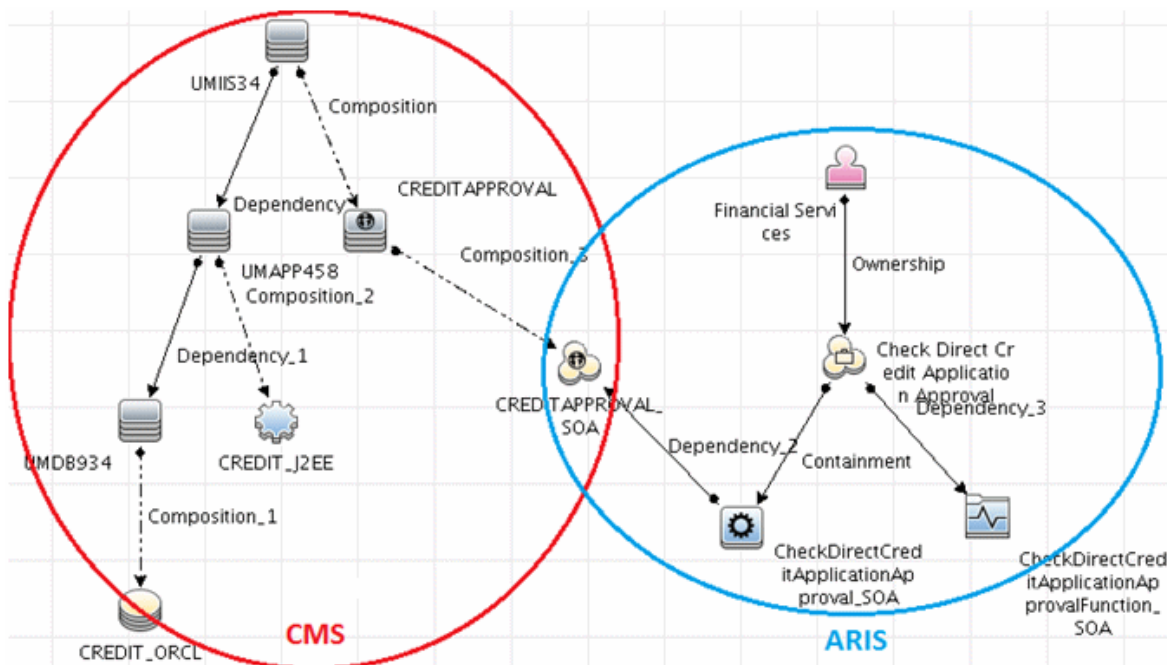 UMIIS34
Composition
CREDITAPPROVAL
Dependency
Financial Servi
ces
Composition_3
Ownership
UMAPP458
Composition_2
Dependency_1
Check Direct Cr
edit Applicatio
n Approval
Dependency_3
CREDITAPPROVAL_
SOA
UMDB934
CREDIT_J2EE
Dependency_2
Containment
Composition_1
CheckDirectCred
itApplicationAp
proval_SOA
CheckDirectCred
itApplicationAp
provalFunction_
SOA
CMS
ARIS
CREDIT_ORCL